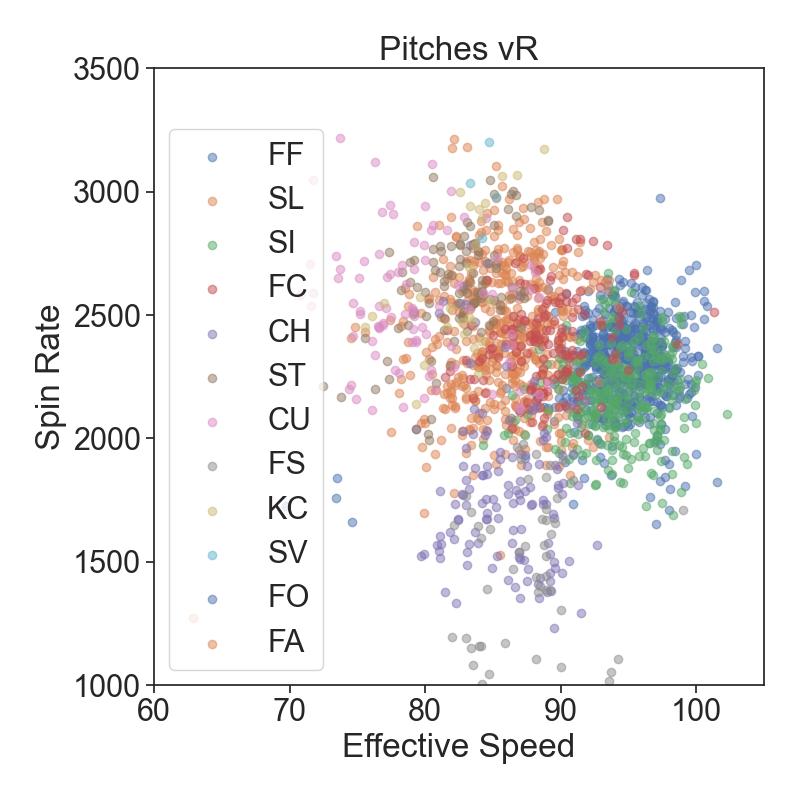 Pitches vR
3500
3000
2500
2000
1500
1000
Spin Rate
FF
SL
SI
FC
CH
ST
CU
FS
KC
SV
FO
FA
60
70
80
90
100
Effective Speed